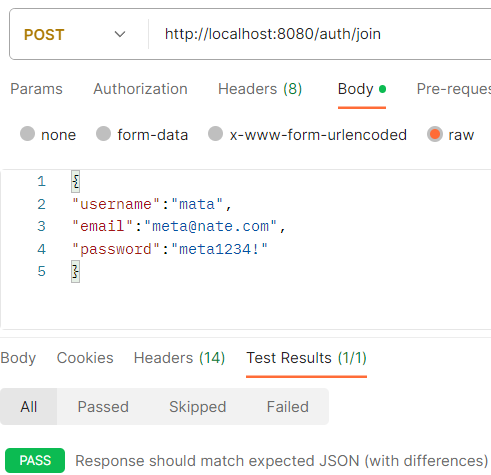 POST http://localhost:8080/auth/join
Params Authorization Headers (8) Body Pre-reques
none form-data x-www-form-urlencoded raw
1 {
2 "username":"mata",
3 "email":"meta@nate.com",
4 "password":"meta1234!"
5 }
Body Cookies Headers (14) Test Results (1/1)
All Passed Skipped Failed
PASS Response should match expected JSON (with differences)